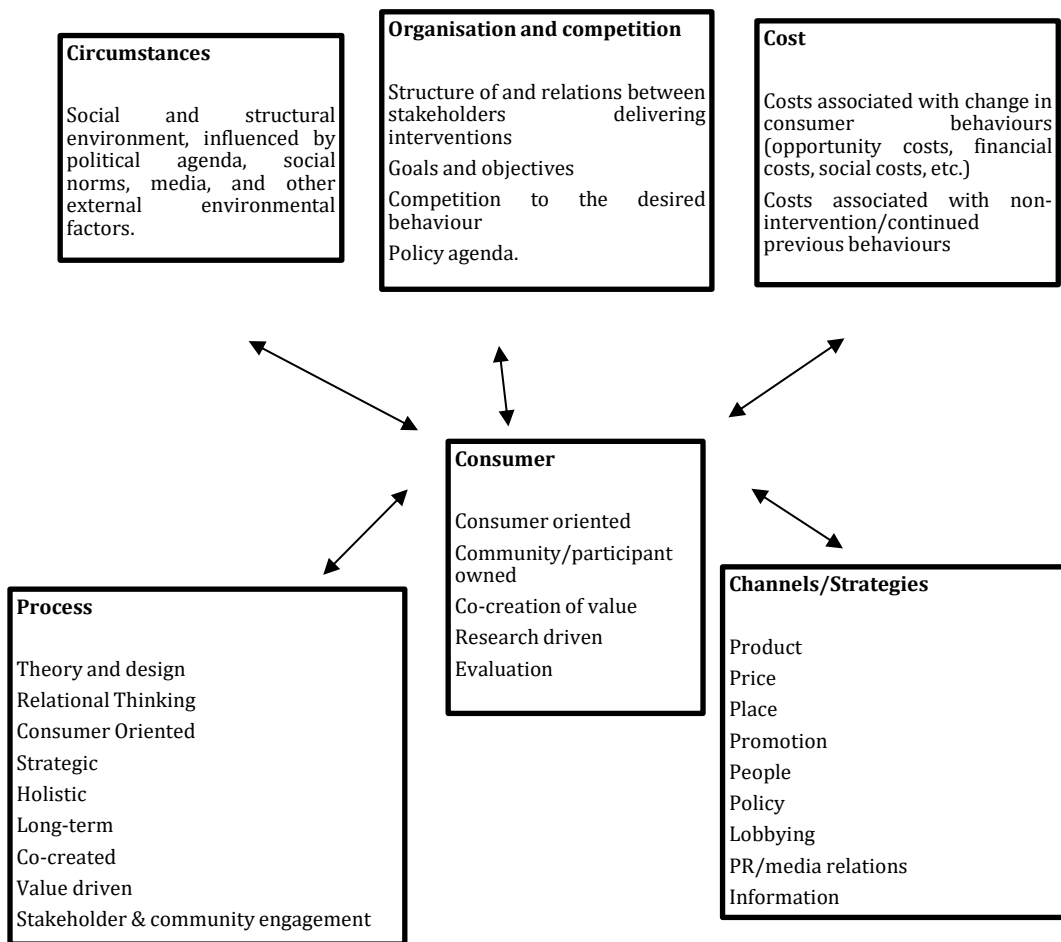 Circumstances
Social and structural
environment, influenced by
political agenda, social
norms, media, and other
external environmental
factors.
Organisation and competition
Structure of and relations between
stakeholders delivering
interventions
Goals and objectives
Competition to the desired
behaviour
Policy agenda.
Cost
Costs associated with change in
consumer behaviours
(opportunity costs, financial
costs, social costs, etc.)
Costs associated with non-
intervention/continued
previous behaviours
Consumer
Consumer oriented
Community/participant
owned
Co-creation of value
Research driven
Evaluation
Process
Theory and design
Relational Thinking
Consumer Oriented
Strategic
Holistic
Long-term
Co-created
Value driven
Stakeholder & community engagement
Channels/Strategies
Product
Price
Place
Promotion
People
Policy
Lobbying
PR/media relations
Information